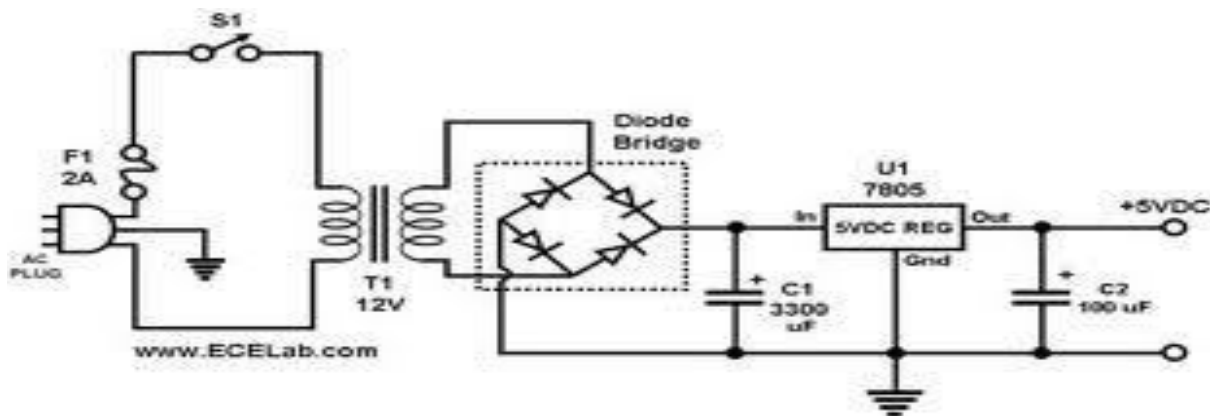 S1
Diode
Bridge
F1
2A
U1
7805
In
5VDC REG
Out
+5VDC
Gnd
AC
PLUG
T1
12V
+
C1
3300
uF
+
C2
100 uF
www.ECELab.com